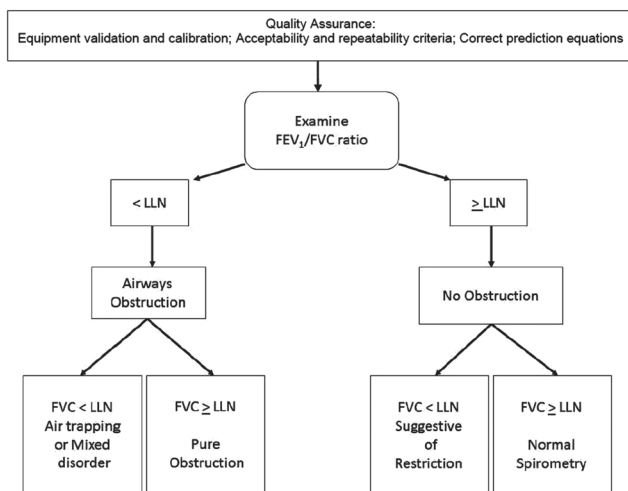 Quality Assurance:
Equipment validation and calibration; Acceptability and repeatability criteria; Correct prediction equations
Examine
FEV₁/FVC ratio
< LLN
≥ LLN
Airways
Obstruction
No Obstruction
FVC < LLN
Air trapping
or Mixed
disorder
FVC ≥ LLN
Pure
Obstruction
FVC < LLN
Suggestive
of
Restriction
FVC ≥ LLN
Normal
Spirometry